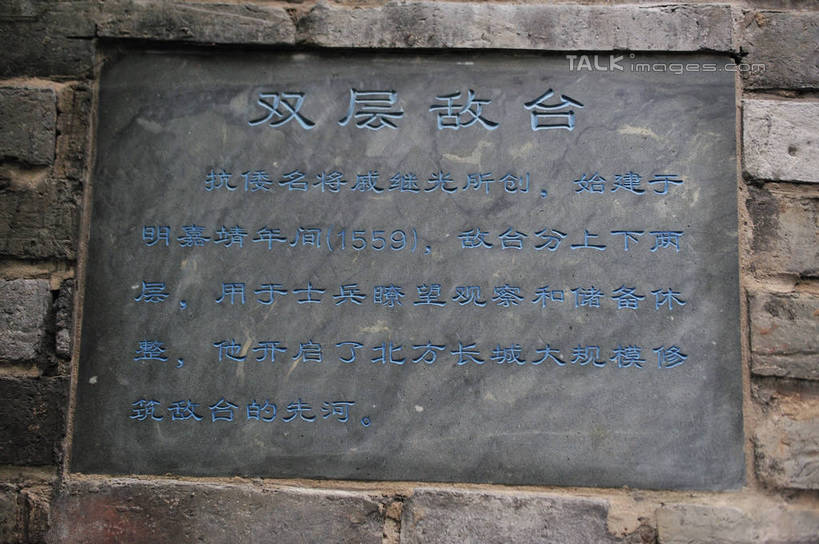 TALKimages.com
双层敌台
抗倭名将戚继光所创，始建于
明嘉靖年间(1559)，敌台分上下两
层，用于士兵瞭望观察和储备休
整，他开启了北方长城大规模修
筑敌台的先河。